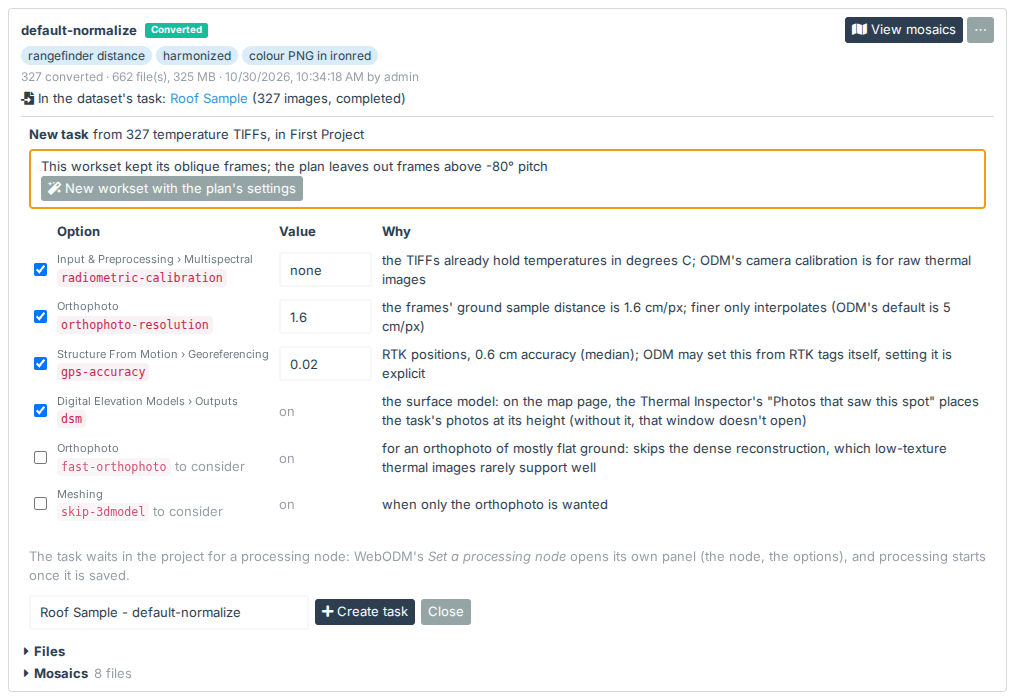 default-normalize Converted View mosaics ...
rangefinder distance harmonized colour PNG in ironred
327 converted · 662 file(s), 325 MB · 10/30/2026, 10:34:18 AM by admin
In the dataset's task: Roof Sample (327 images, completed)
New task from 327 temperature TIFFs, in First Project
This workset kept its oblique frames; the plan leaves out frames above -80° pitch
New workset with the plan's settings
Option Value Why
Input & Preprocessing › Multispectral
radiometric-calibration
none
the TIFFs already hold temperatures in degrees C; ODM's camera calibration is for raw thermal
images
Orthophoto
orthophoto-resolution
1.6
the frames' ground sample distance is 1.6 cm/px; finer only interpolates (ODM's default is 5
cm/px)
Structure From Motion › Georeferencing
gps-accuracy
0.02
RTK positions, 0.6 cm accuracy (median); ODM may set this from RTK tags itself, setting it is
explicit
Digital Elevation Models › Outputs
dsm
on
the surface model: on the map page, the Thermal Inspector's "Photos that saw this spot" places
the task's photos at its height (without it, that window doesn't open)
Orthophoto
fast-orthophoto to consider
on
for an orthophoto of mostly flat ground: skips the dense reconstruction, which low-texture
thermal images rarely support well
Meshing
skip-3dmodel to consider
on
when only the orthophoto is wanted
The task waits in the project for a processing node: WebODM's Set a processing node opens its own panel (the node, the options), and processing starts
once it is saved.
Roof Sample - default-normalize Create task Close
Files
Mosaics 8 files